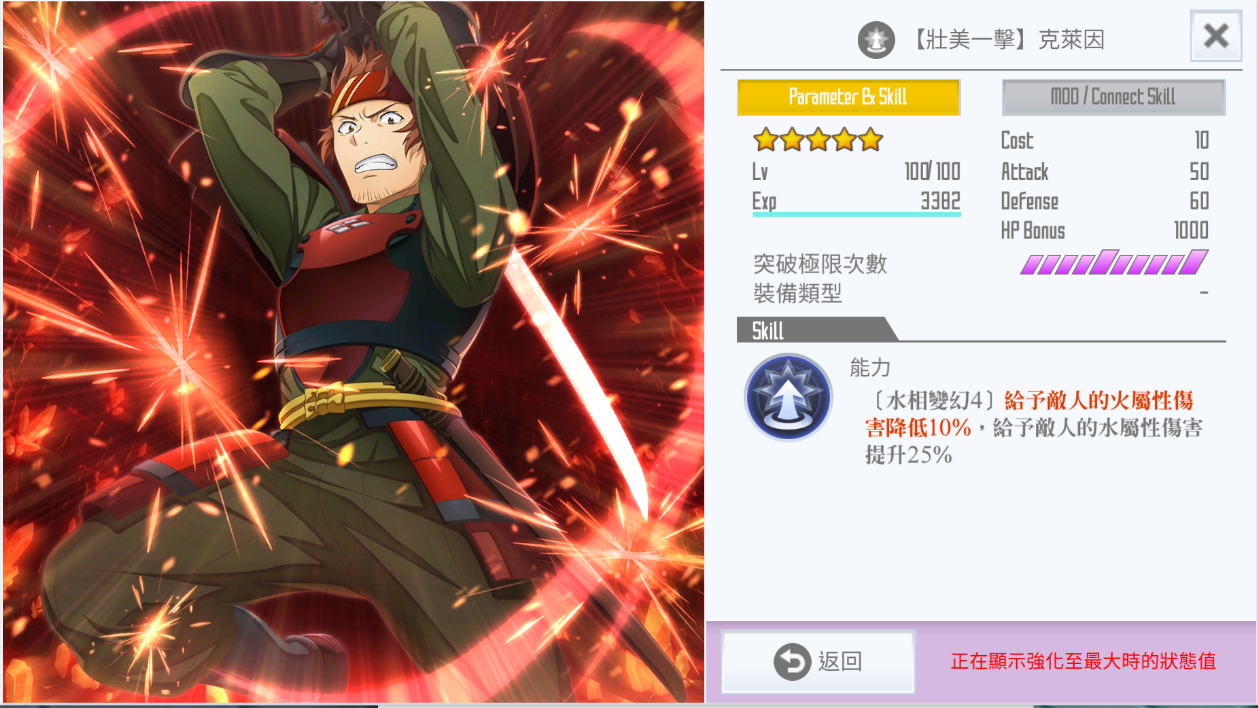 【壯美一擊】克萊因
Parameter & Skill
MOD / Connect Skill
Lv 100/100
Exp 3382
Cost 10
Attack 50
Defense 60
HP Bonus 1000
突破極限次數
裝備類型 -
Skill
能力
〔水相變幻4〕給予敵人的火屬性傷
害降低10%，給予敵人的水屬性傷害
提升25%
返回
正在顯示強化至最大時的狀態值